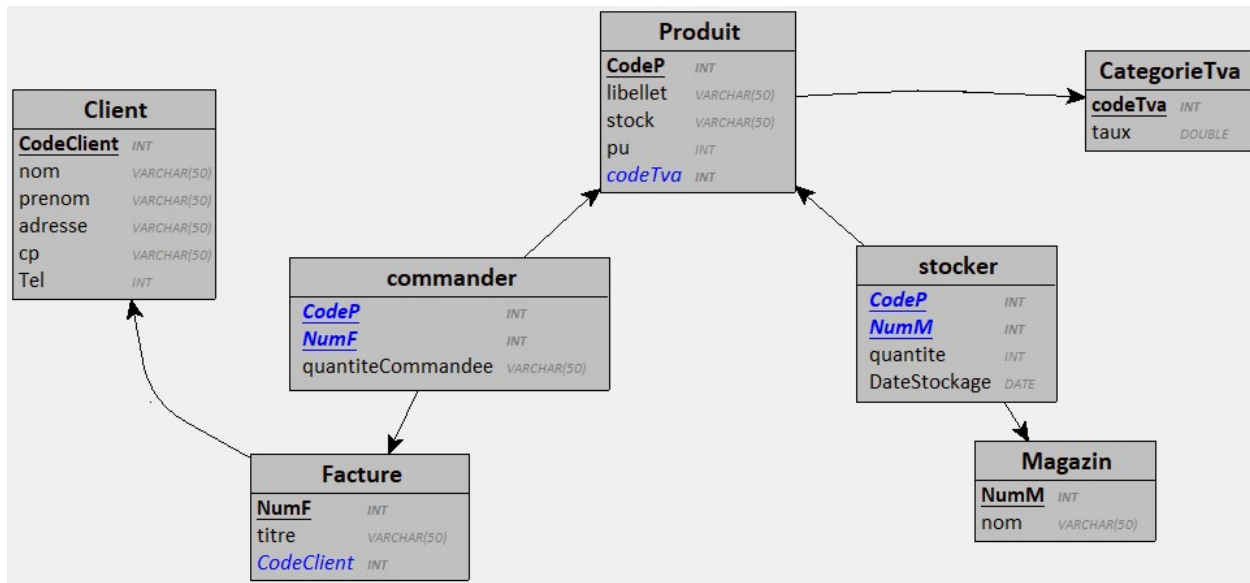 Produit
CodeP INT
libellet VARCHAR(50)
stock VARCHAR(50)
pu INT
codeTva INT
CategorieTva
codeTva INT
taux DOUBLE
Client
CodeClient INT
nom VARCHAR(50)
prenom VARCHAR(50)
adresse VARCHAR(50)
cp VARCHAR(50)
Tel INT
commander
CodeP INT
NumF INT
quantiteCommandee VARCHAR(50)
stocker
CodeP INT
NumM INT
quantite INT
DateStockage DATE
Facture
NumF INT
titre VARCHAR(50)
CodeClient INT
Magazin
NumM INT
nom VARCHAR(50)